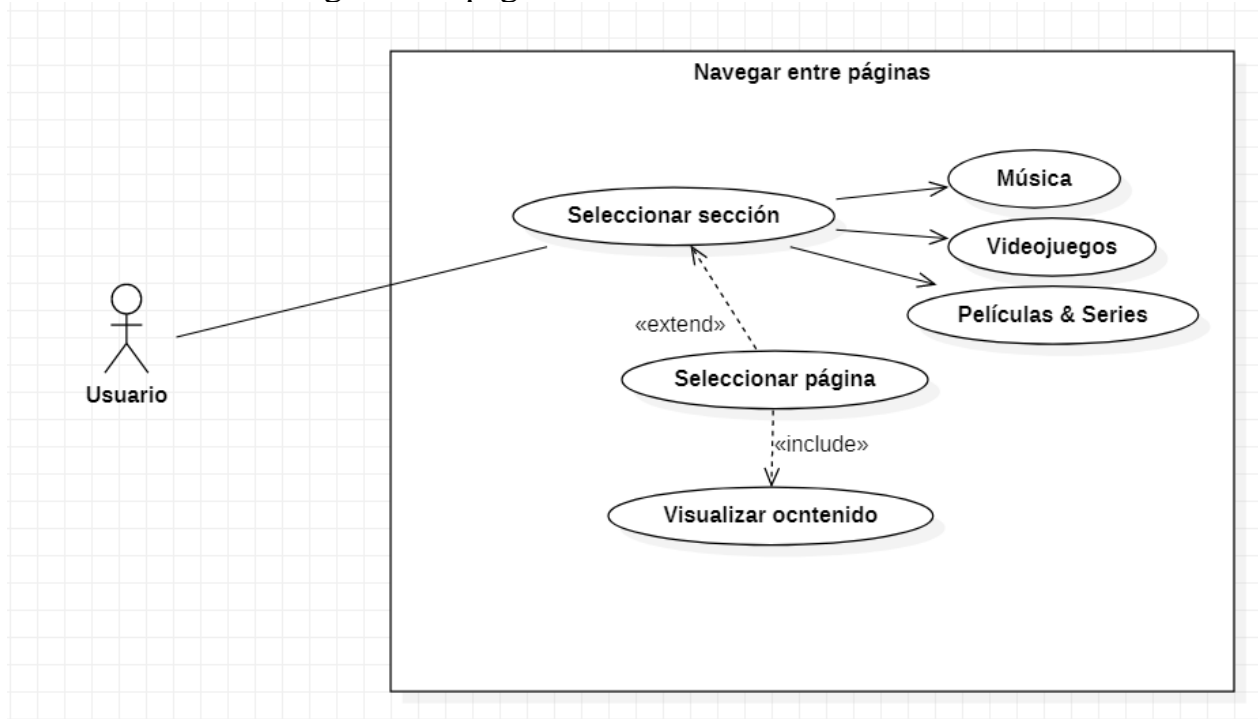 Navegar entre páginas
Música
Seleccionar sección
Videojuegos
Películas & Series
«extend»
Seleccionar página
Usuario
«include»
Visualizar ocntenido